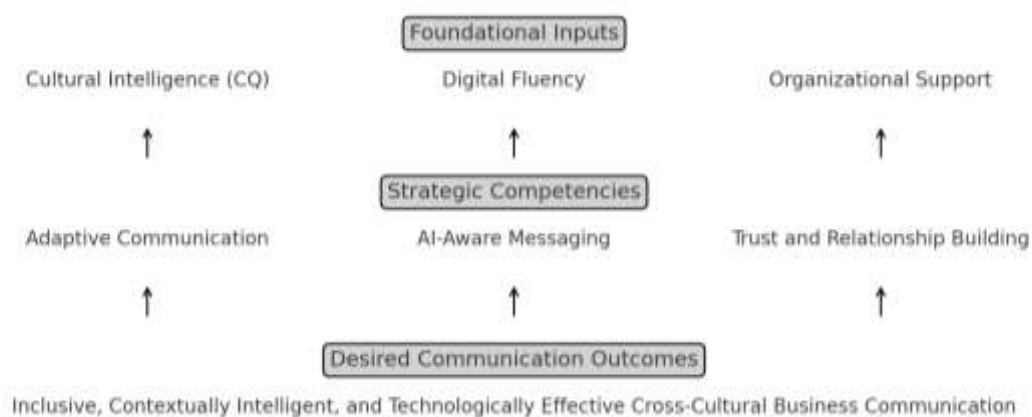 Foundational Inputs
Cultural Intelligence (CQ)
Digital Fluency
Organizational Support
Strategic Competencies
Adaptive Communication
AI-Aware Messaging
Trust and Relationship Building
Desired Communication Outcomes
Inclusive, Contextually Intelligent, and Technologically Effective Cross-Cultural Business Communication